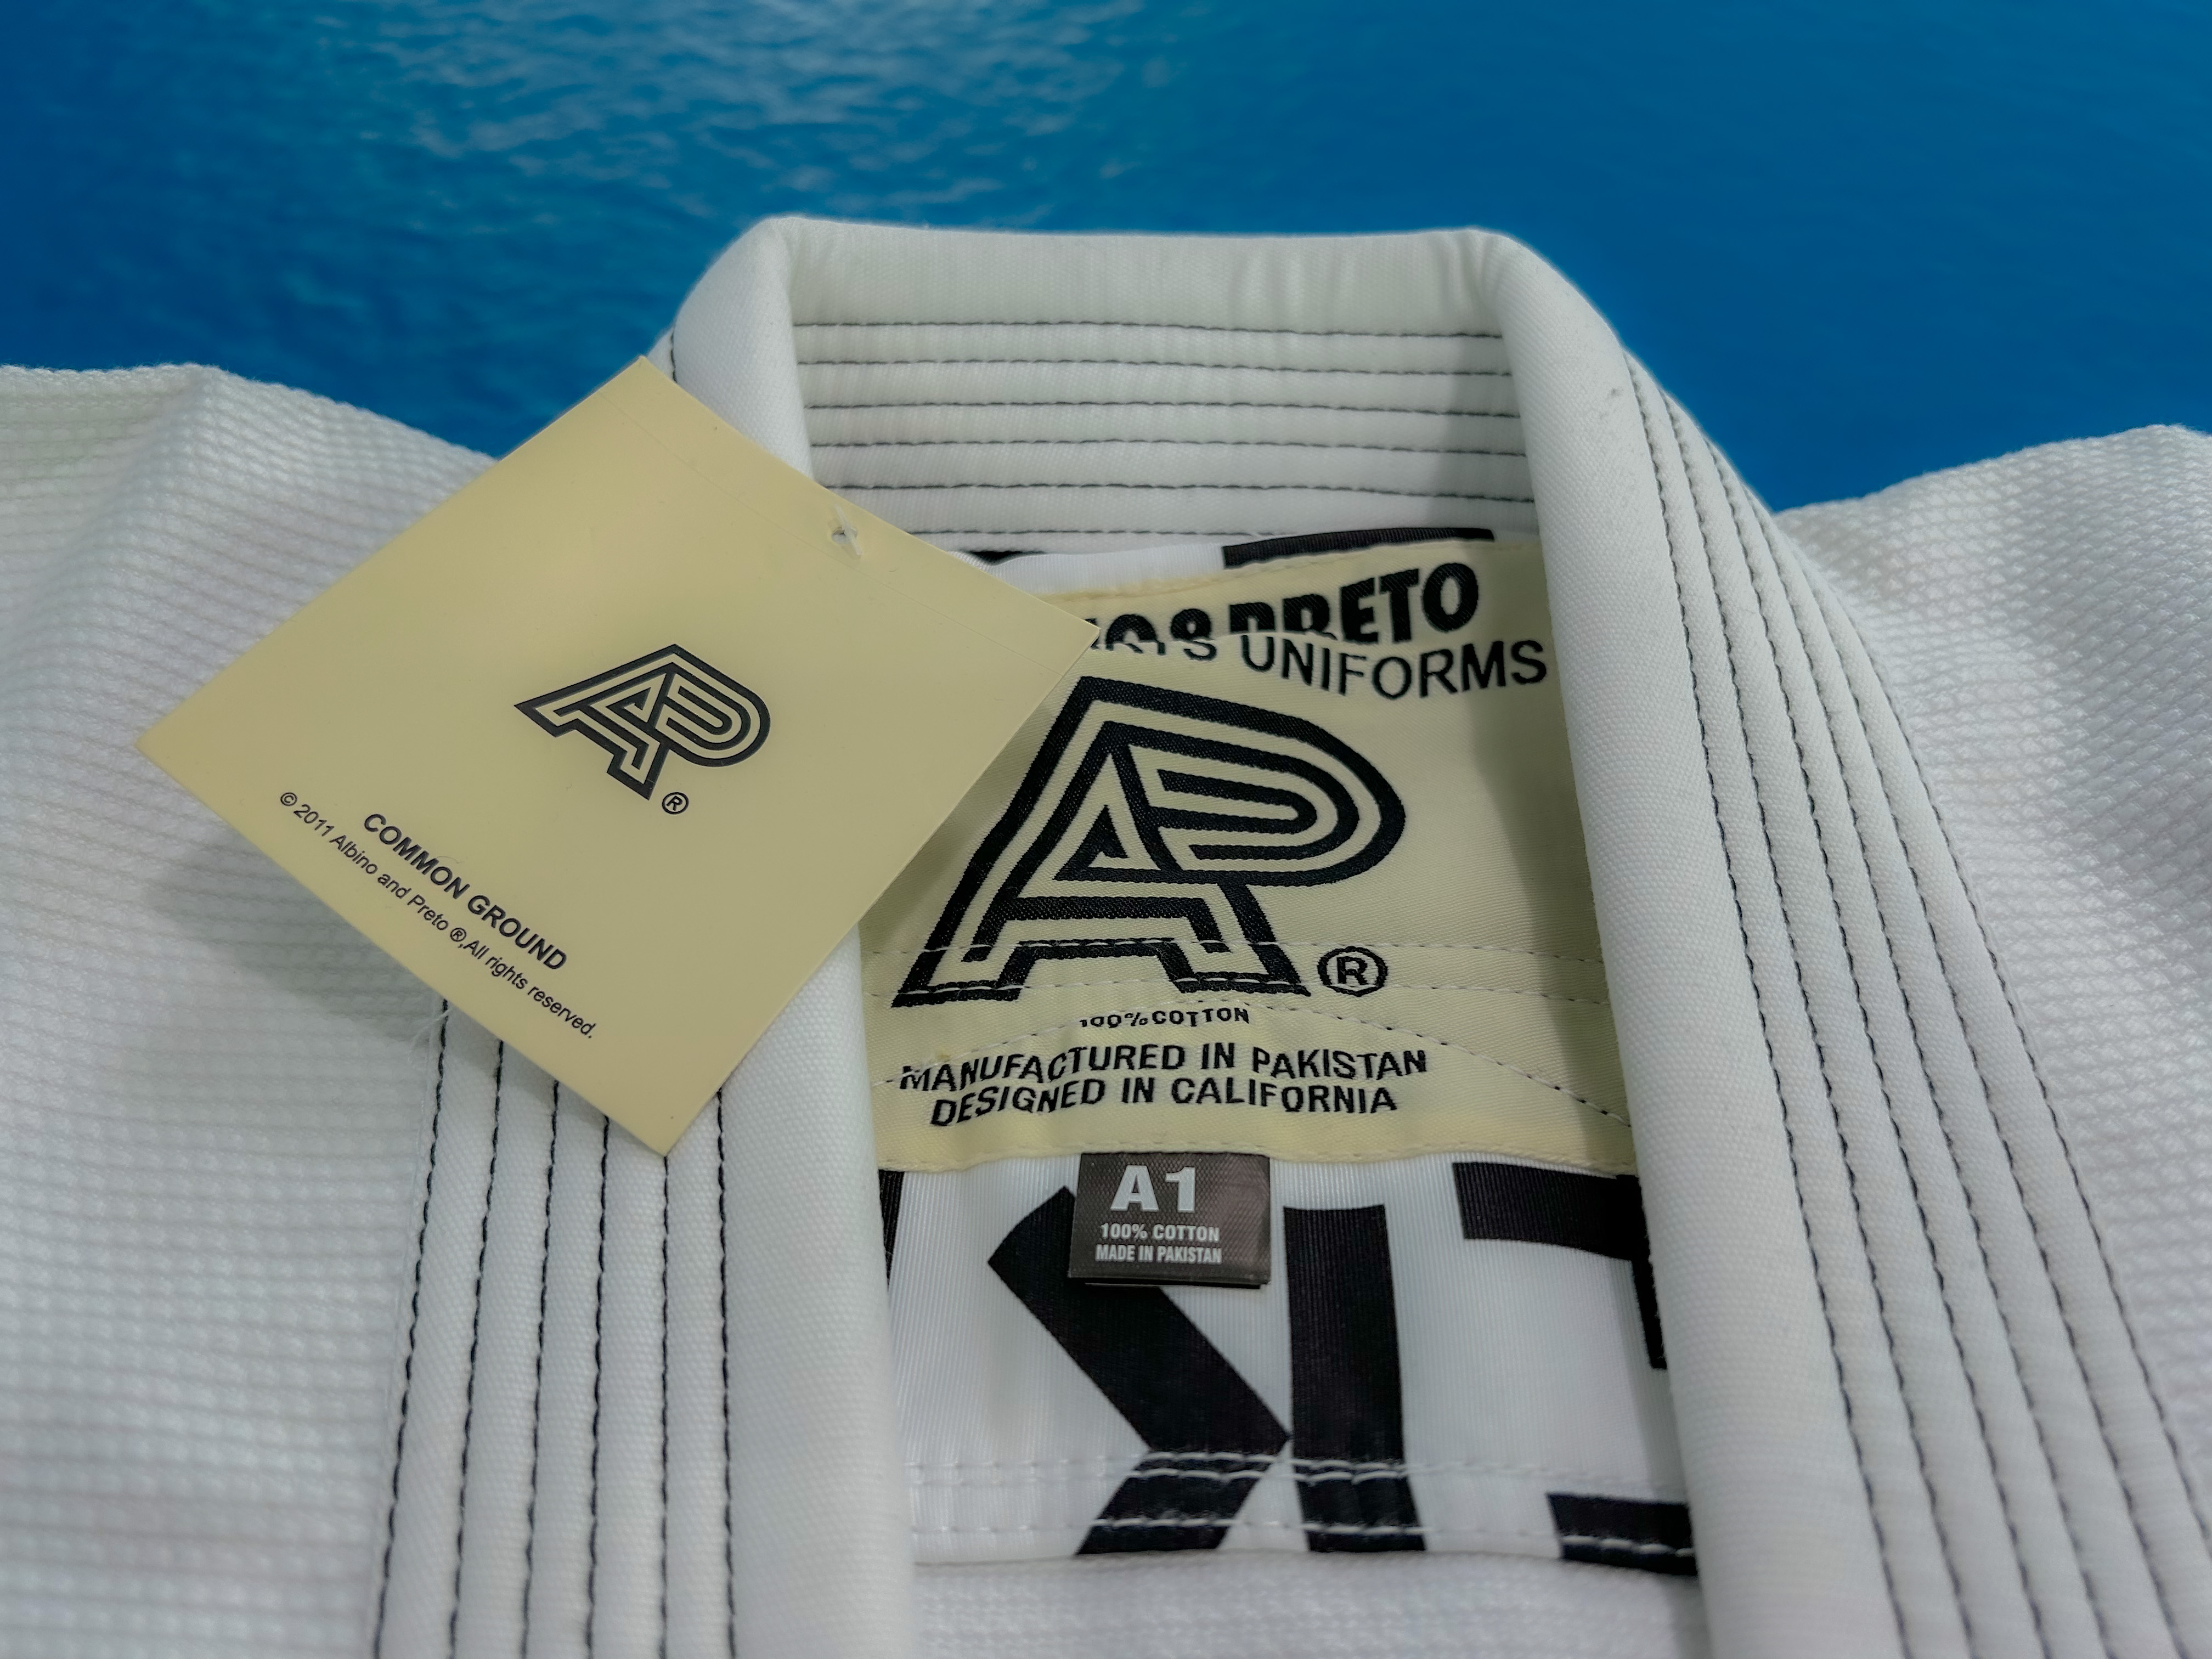 AP®
COMMON GROUND
© 2011 Albino and Preto ®,All rights reserved.
PRETO
UNIFORMS
AP®
100% COTTON
MANUFACTURED IN PAKISTAN
DESIGNED IN CALIFORNIA
A1
100% COTTON
MADE IN PAKISTAN